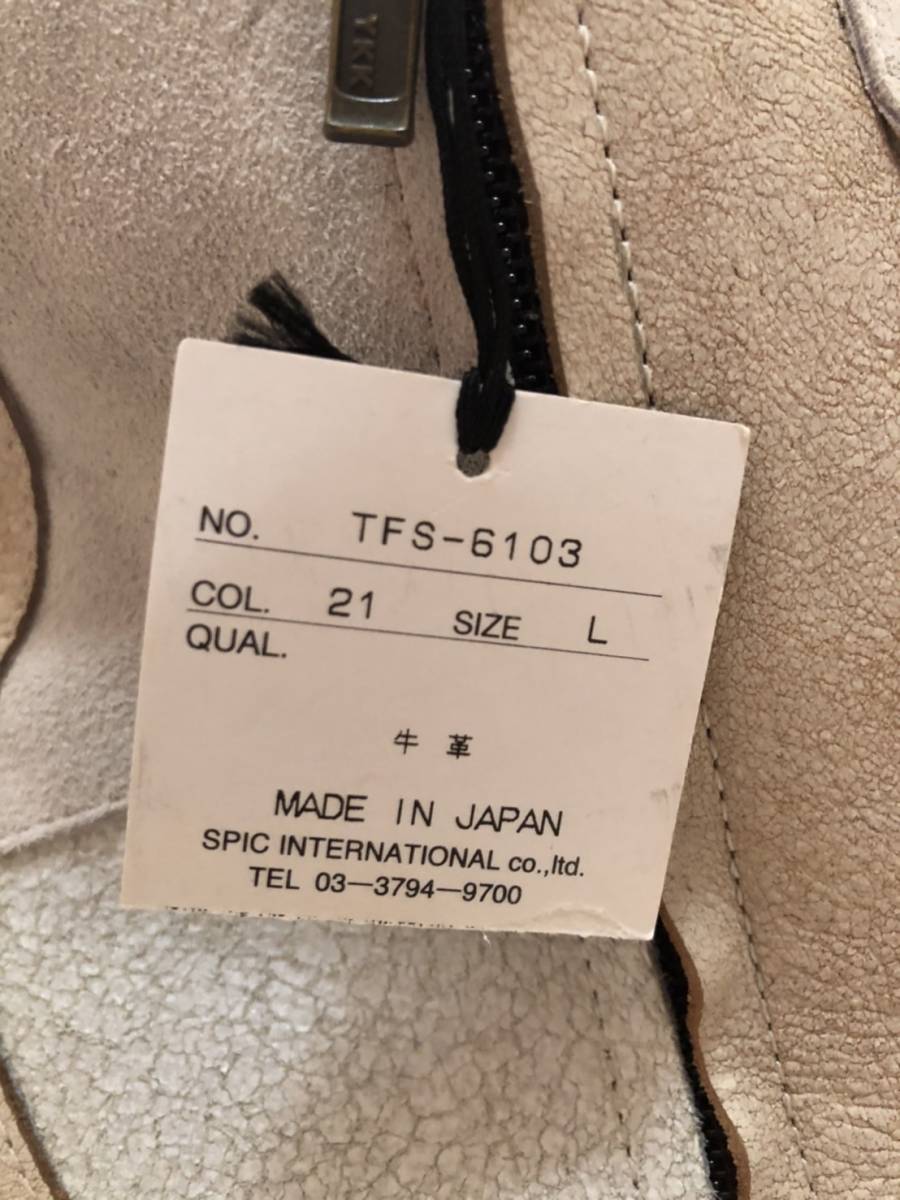 YKK
NO. TFS-6103
COL. 21 SIZE L
QUAL.
牛 革
MADE IN JAPAN
SPIC INTERNATIONAL co.,ltd.
TEL 03—3794—9700